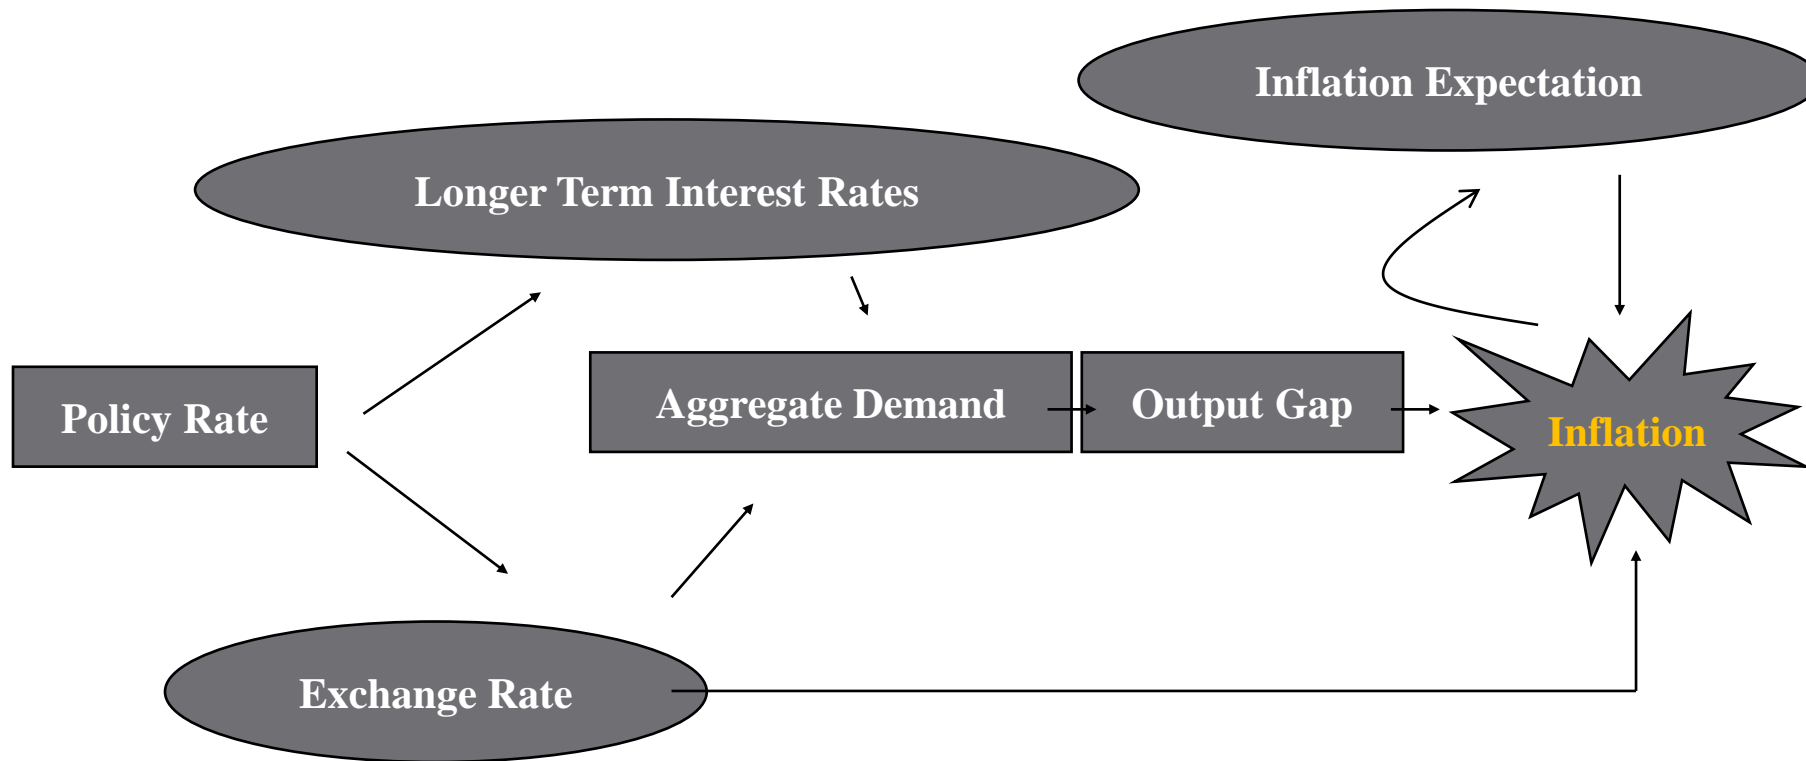 Inflation Expectation
Longer Term Interest Rates
Policy Rate
Aggregate Demand
Output Gap
Inflation
Exchange Rate